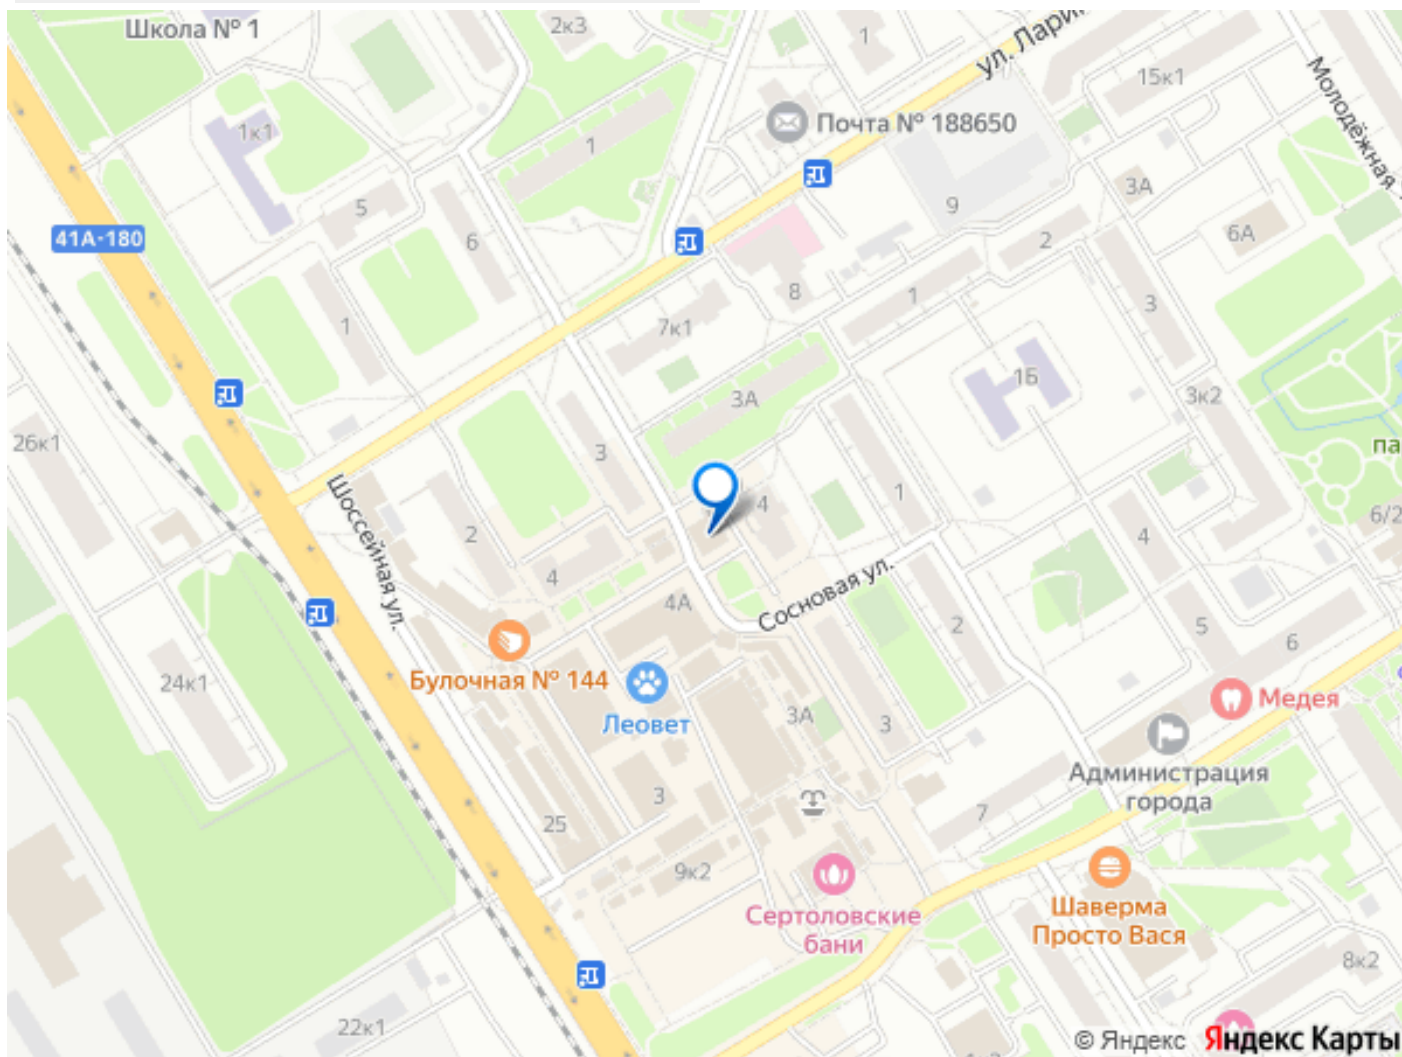 Школа № 1
2к3
1
ул. Лари
15к1
Молодёжная
Почта № 188650
1к1
1
5
6
3А
9
6А
41А-180
2
8
1
3
1
7к1
1Б
3к2
3А
26к1
3
па
1
4
6/2
Шоссейная ул.
2
4
4
Сосновая ул.
4А
2
5
6
Булочная № 144
24к1
Медея
Леовет
3А
3
Администрация
города
3
7
25
9к2
Сертоловские
бани
Шаверма
Просто Вася
8к2
22к1
© Яндекс
Яндекс Карты